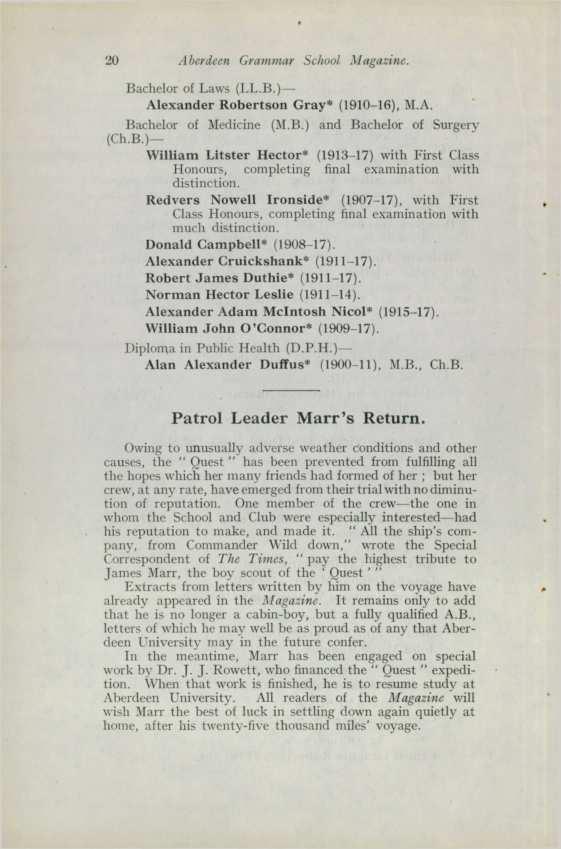 20 Aberdeen Grammar School Magazine.
Bachelor of Laws (LL.B.)—
Alexander Robertson Gray* (1910–16), M.A.
Bachelor of Medicine (M.B.) and Bachelor of Surgery
(Ch.B.)—
William Litster Hector* (1913–17) with First Class
Honours, completing final examination with
distinction.
Redvers Nowell Ironside* (1907–17), with First
Class Honours, completing final examination with
much distinction.
Donald Campbell* (1908–17).
Alexander Cruickshank* (1911–17).
Robert James Duthie* (1911–17).
Norman Hector Leslie (1911–14).
Alexander Adam McIntosh Nicol* (1915–17).
William John O'Connor* (1909–17).
Diploma in Public Health (D.P.H.)—
Alan Alexander Duffus* (1900–11), M.B., Ch.B.
Patrol Leader Marr's Return.
Owing to unusually adverse weather conditions and other
causes, the " Quest " has been prevented from fulfilling all
the hopes which her many friends had formed of her ; but her
crew, at any rate, have emerged from their trial with no diminu-
tion of reputation. One member of the crew—the one in
whom the School and Club were especially interested—had
his reputation to make, and made it. " All the ship's com-
pany, from Commander Wild down," wrote the Special
Correspondent of The Times, " pay the highest tribute to
James Marr, the boy scout of the ' Quest ' "
Extracts from letters written by him on the voyage have
already appeared in the Magazine. It remains only to add
that he is no longer a cabin-boy, but a fully qualified A.B.,
letters of which he may well be as proud as of any that Aber-
deen University may in the future confer.
In the meantime, Marr has been engaged on special
work by Dr. J. J. Rowett, who financed the " Quest " expedi-
tion. When that work is finished, he is to resume study at
Aberdeen University. All readers of the Magazine will
wish Marr the best of luck in settling down again quietly at
home, after his twenty-five thousand miles' voyage.